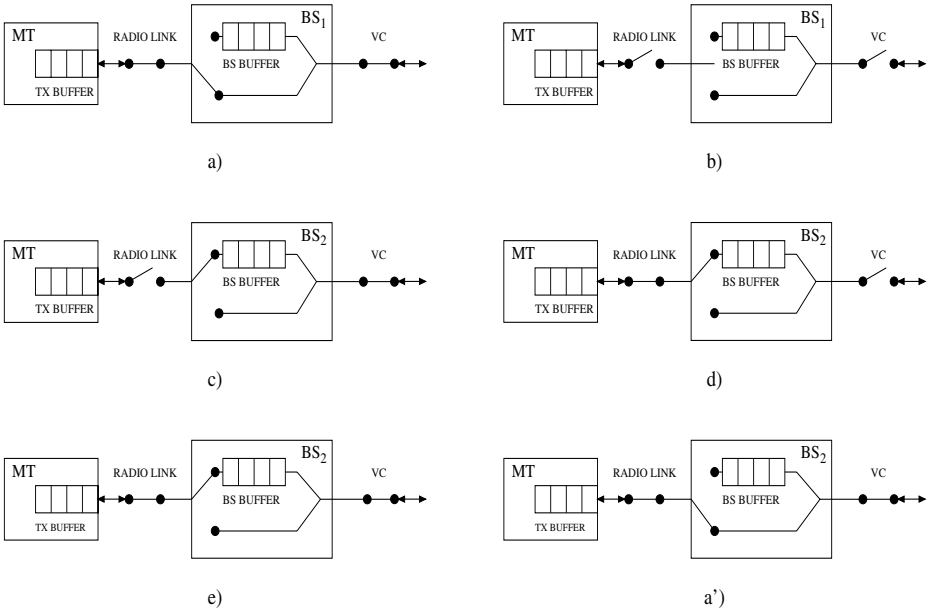 MT
RADIO LINK
BS1
VC
BS BUFFER
TX BUFFER
a)
MT
RADIO LINK
BS1
VC
BS BUFFER
TX BUFFER
b)
MT
RADIO LINK
BS2
VC
BS BUFFER
TX BUFFER
c)
MT
RADIO LINK
BS2
VC
BS BUFFER
TX BUFFER
d)
MT
RADIO LINK
BS2
VC
BS BUFFER
TX BUFFER
e)
MT
RADIO LINK
BS2
VC
BS BUFFER
TX BUFFER
a')